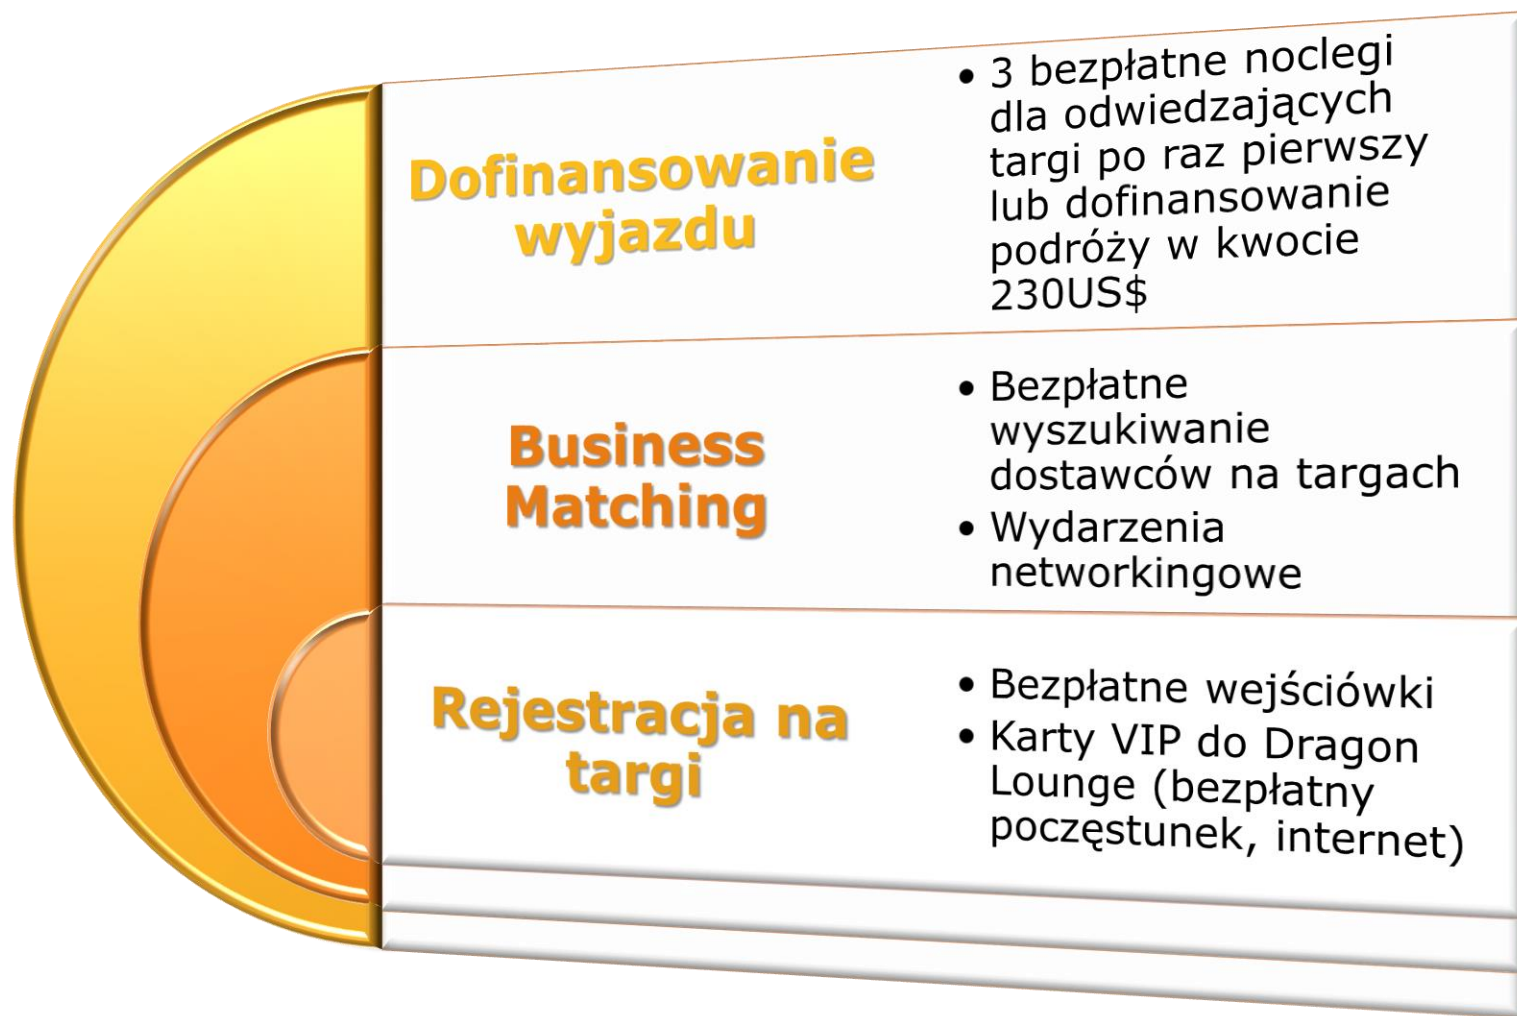 Dofinansowanie
wyjazdu
• 3 bezpłatne noclegi
dla odwiedzających
targi po raz pierwszy
lub dofinansowanie
podróży w kwocie
230US$
Business
Matching
• Bezpłatne
wyszukiwanie
dostawców na targach
• Wydarzenia
networkingowe
Rejestracja na
targi
• Bezpłatne wejściówki
• Karty VIP do Dragon
Lounge (bezpłatny
poczęstunek, internet)